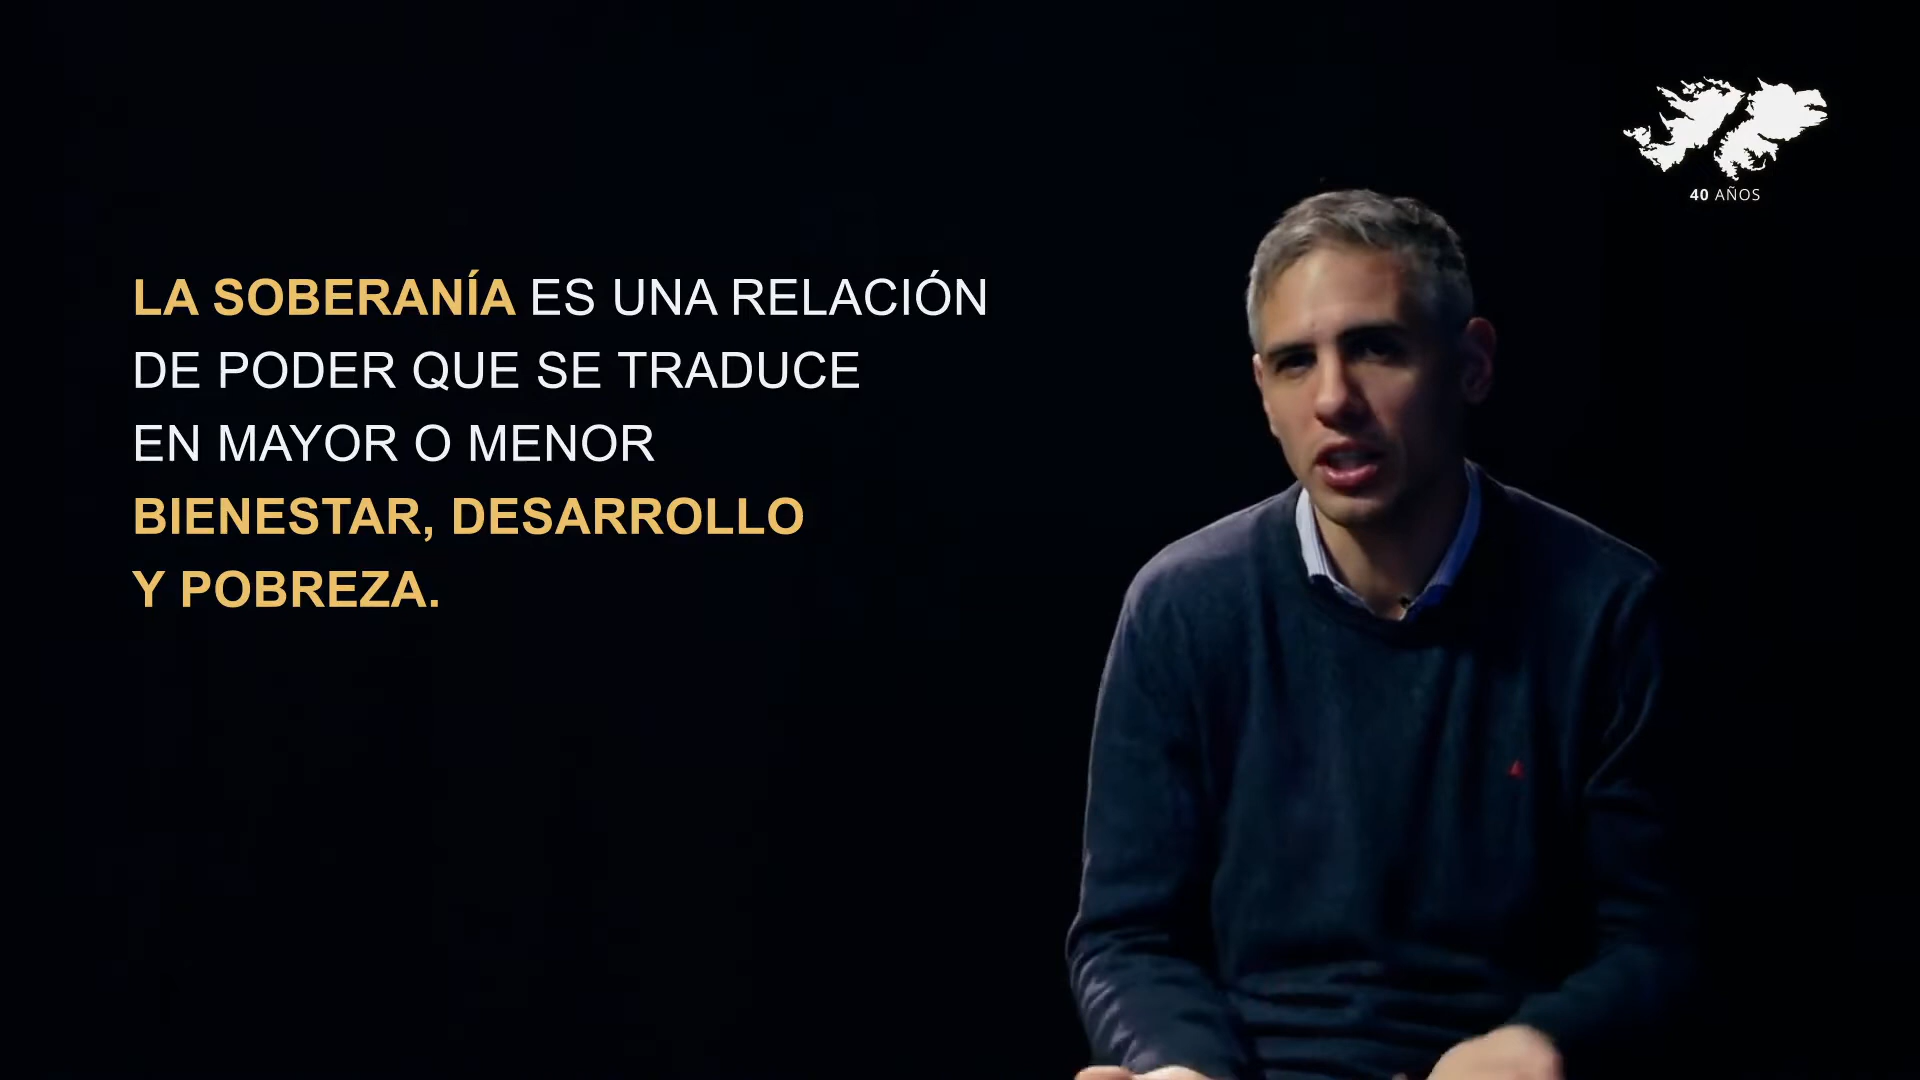 40 AÑOS
LA SOBERANÍA ES UNA RELACIÓN
DE PODER QUE SE TRADUCE
EN MAYOR O MENOR
BIENESTAR, DESARROLLO
Y POBREZA.